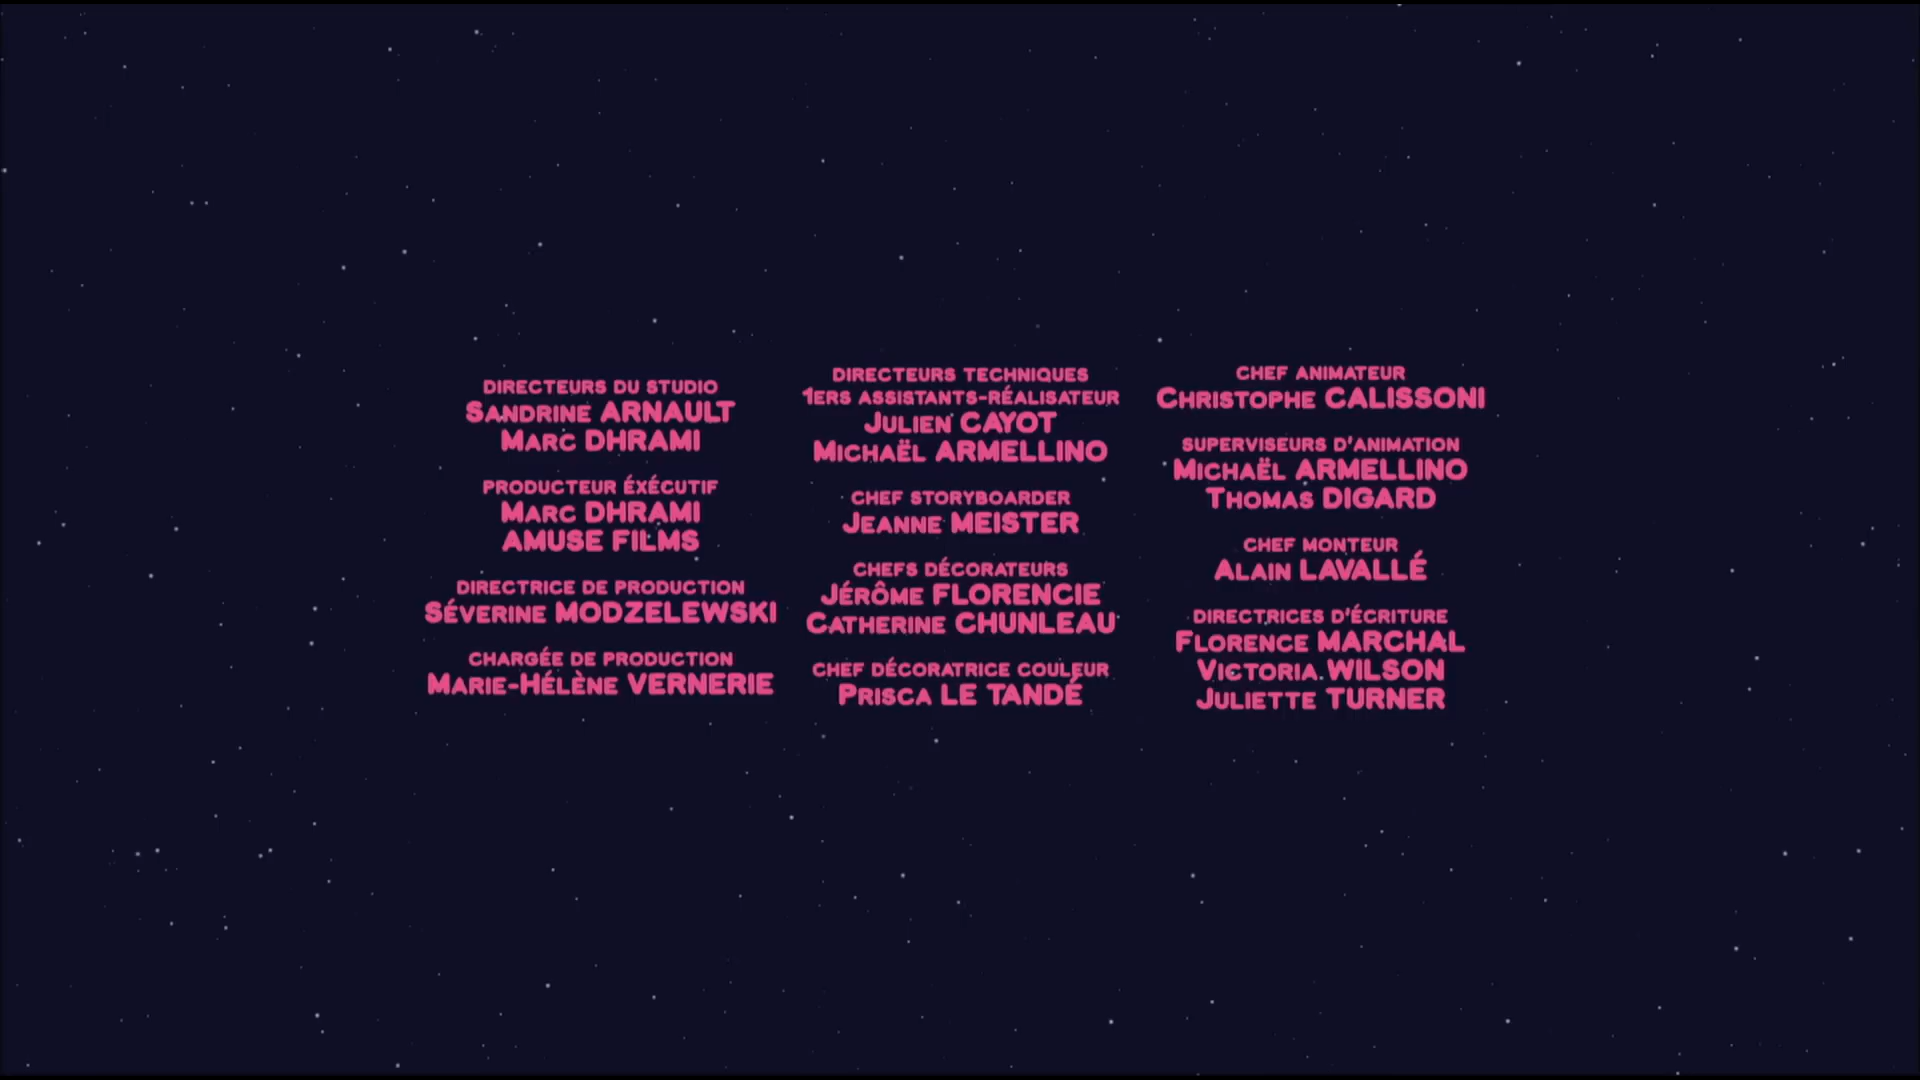 DIRECTEURS DU STUDIO
SANDRINE ARNAULT
MARC DHRAMI
PRODUCTEUR ÉXÉCUTIF
MARC DHRAMI
AMUSE FILMS
DIRECTRICE DE PRODUCTION
SÉVERINE MODZELEWSKI
CHARGÉE DE PRODUCTION
MARIE-HÉLÈNE VERNERIE
DIRECTEURS TECHNIQUES
1ERS ASSISTANTS-RÉALISATEUR
JULIEN CAYOT
MICHAËL ARMELLINO
CHEF STORYBOARDER
JEANNE MEISTER
CHEFS DÉCORATEURS
JÉRÔME FLORENCIE
CATHERINE CHUNLEAU
CHEF DÉCORATRICE COULEUR
PRISCA LE TANDÉ
CHEF ANIMATEUR
CHRISTOPHE CALISSONI
SUPERVISEURS D'ANIMATION
MICHAËL ARMELLINO
THOMAS DIGARD
CHEF MONTEUR
ALAIN LAVALLÉ
DIRECTRICES D'ÉCRITURE
FLORENCE MARCHAL
VICTORIA WILSON
JULIETTE TURNER